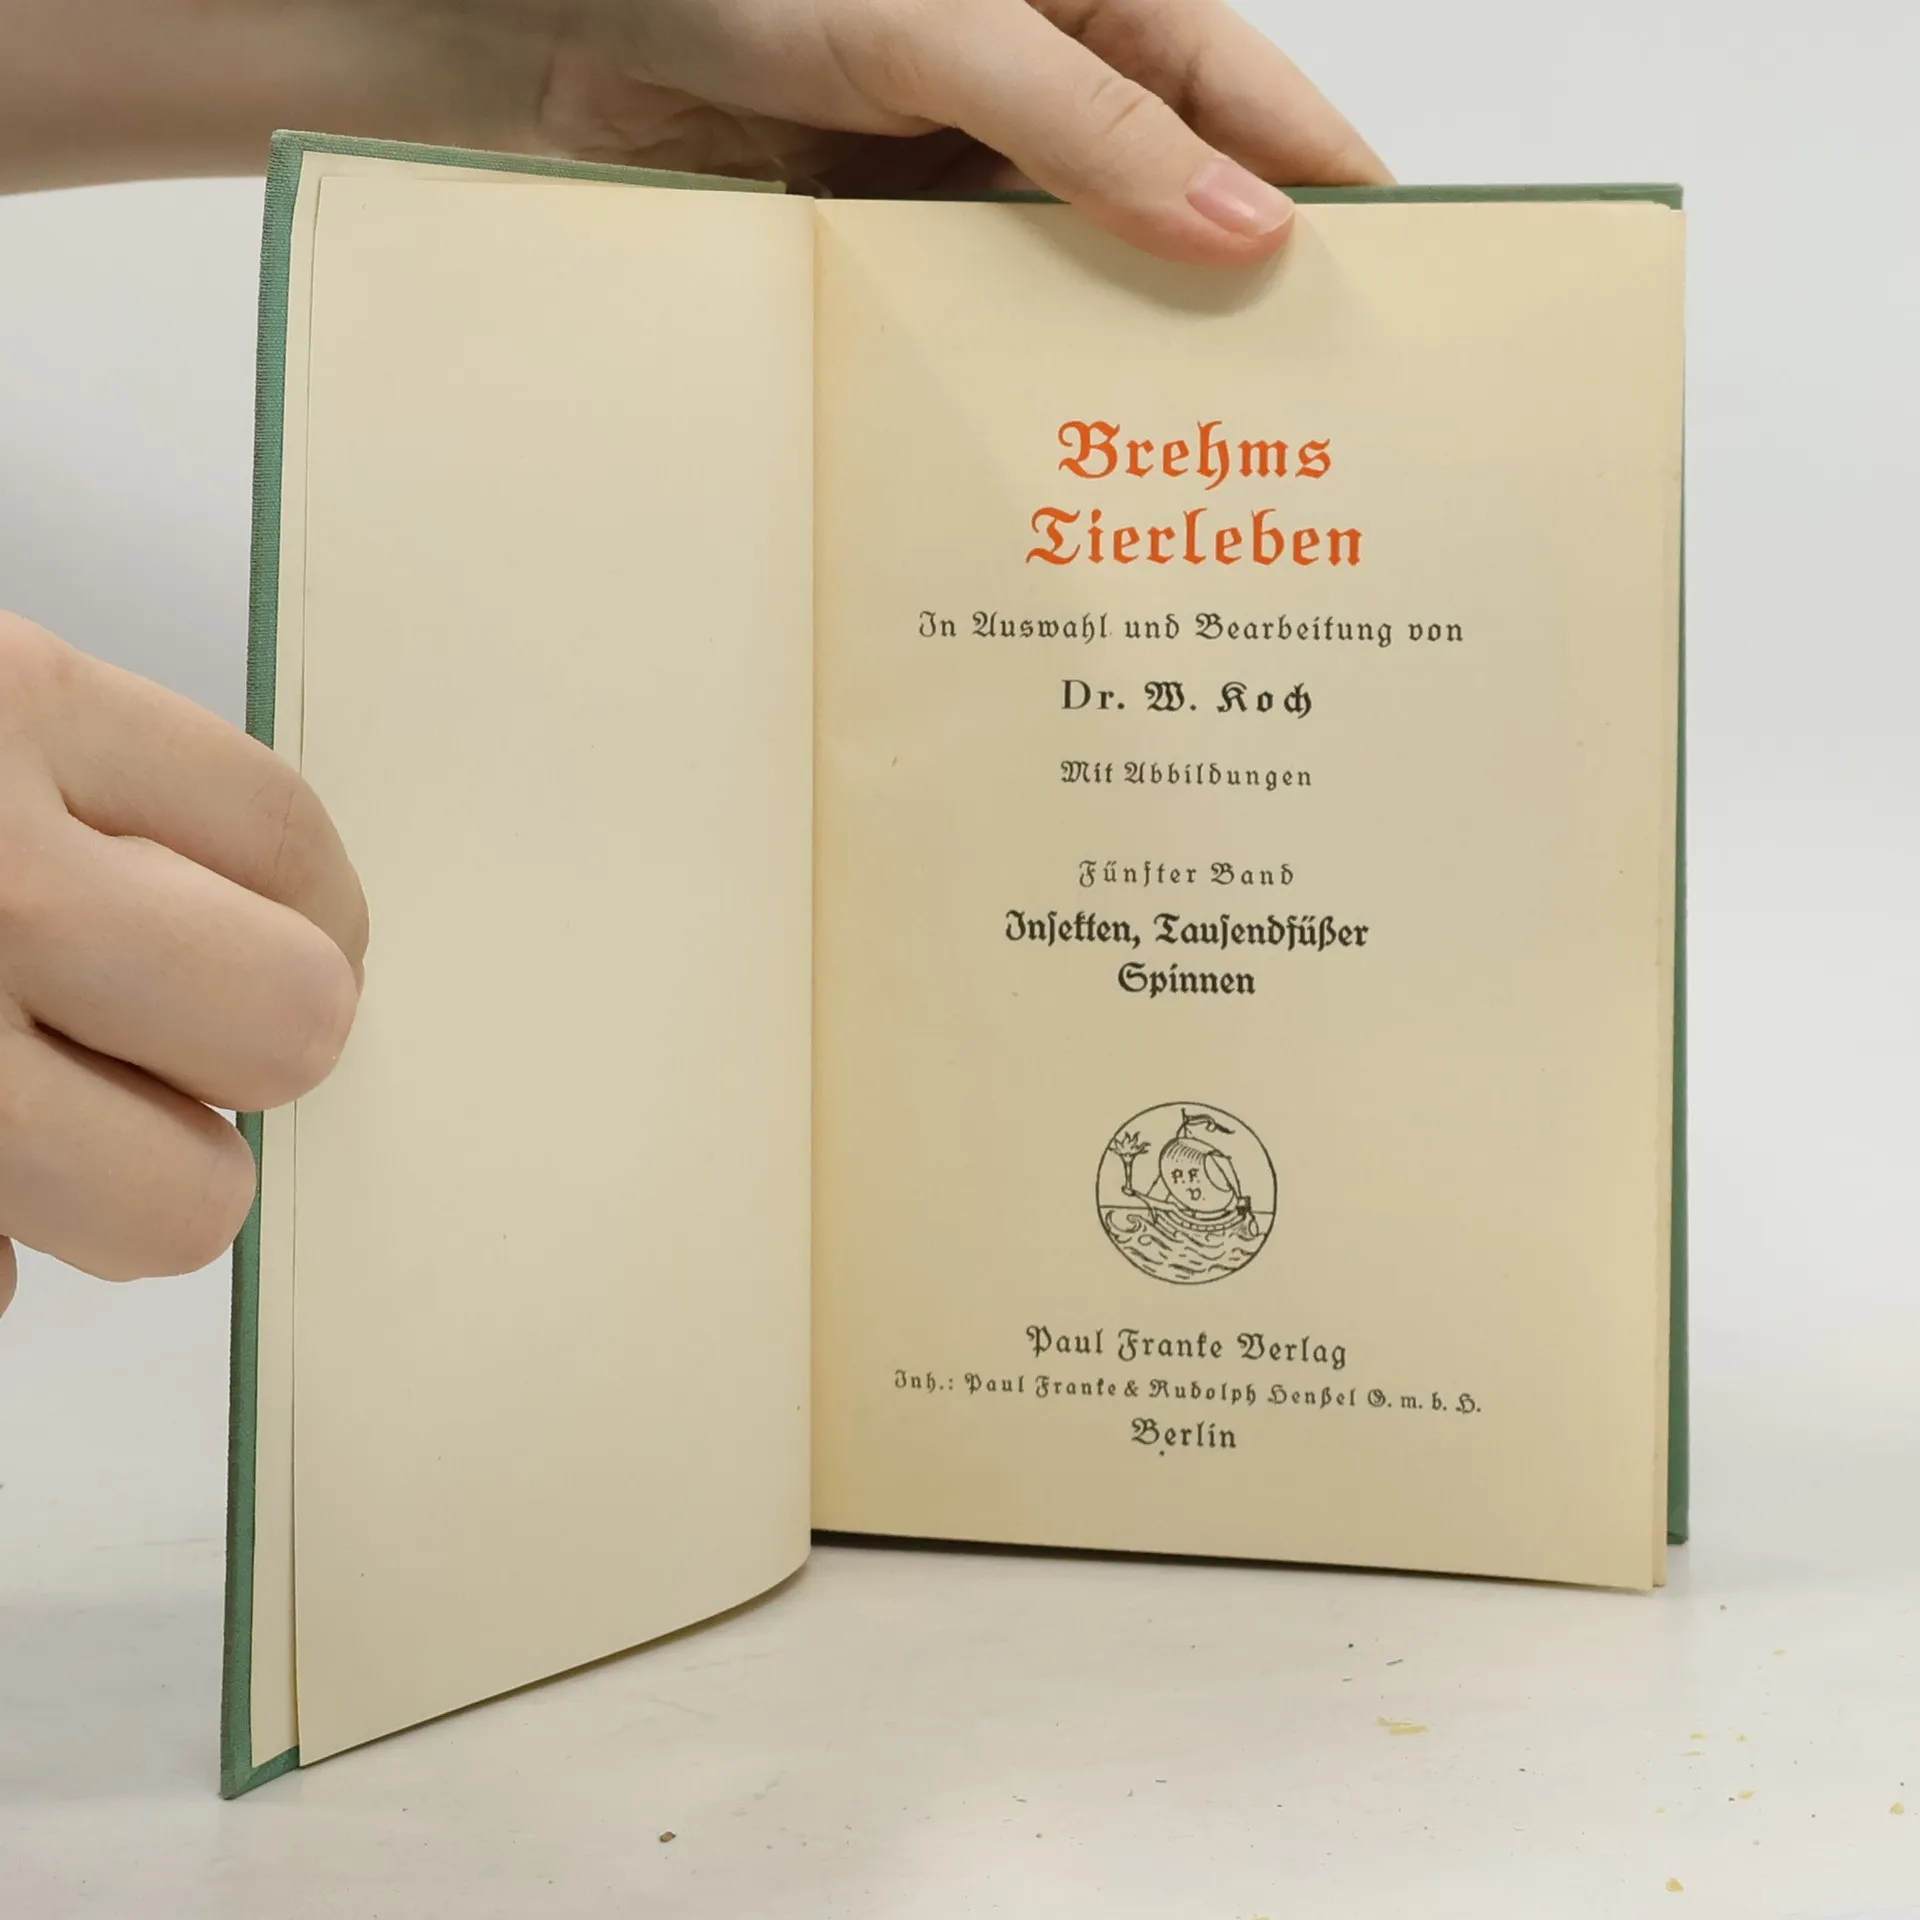 Brehms
Tierleben
In Auswahl und Bearbeitung von
Dr. W. Koch
Mit Abbildungen
Fünfter Band
Insekten, Tausendfüßer
Spinnen
P. F.
V.
Paul Franke Verlag
Inh.: Paul Franke & Rudolph Henßel G. m. b. H.
Berlin